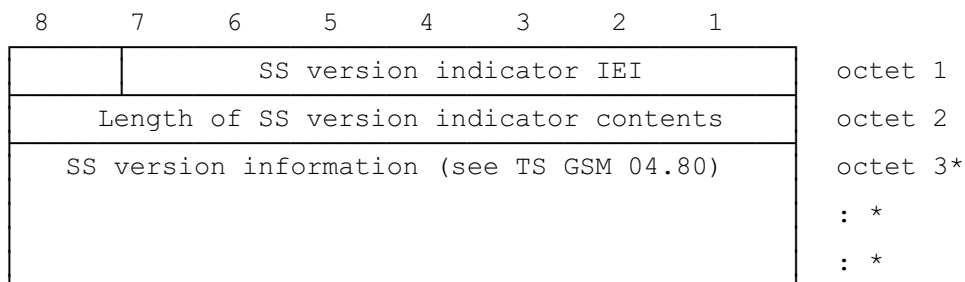 8 7 6 5 4 3 2 1
SS version indicator IEI octet 1
Length of SS version indicator contents octet 2
SS version information (see TS GSM 04.80) octet 3*
: *
: *